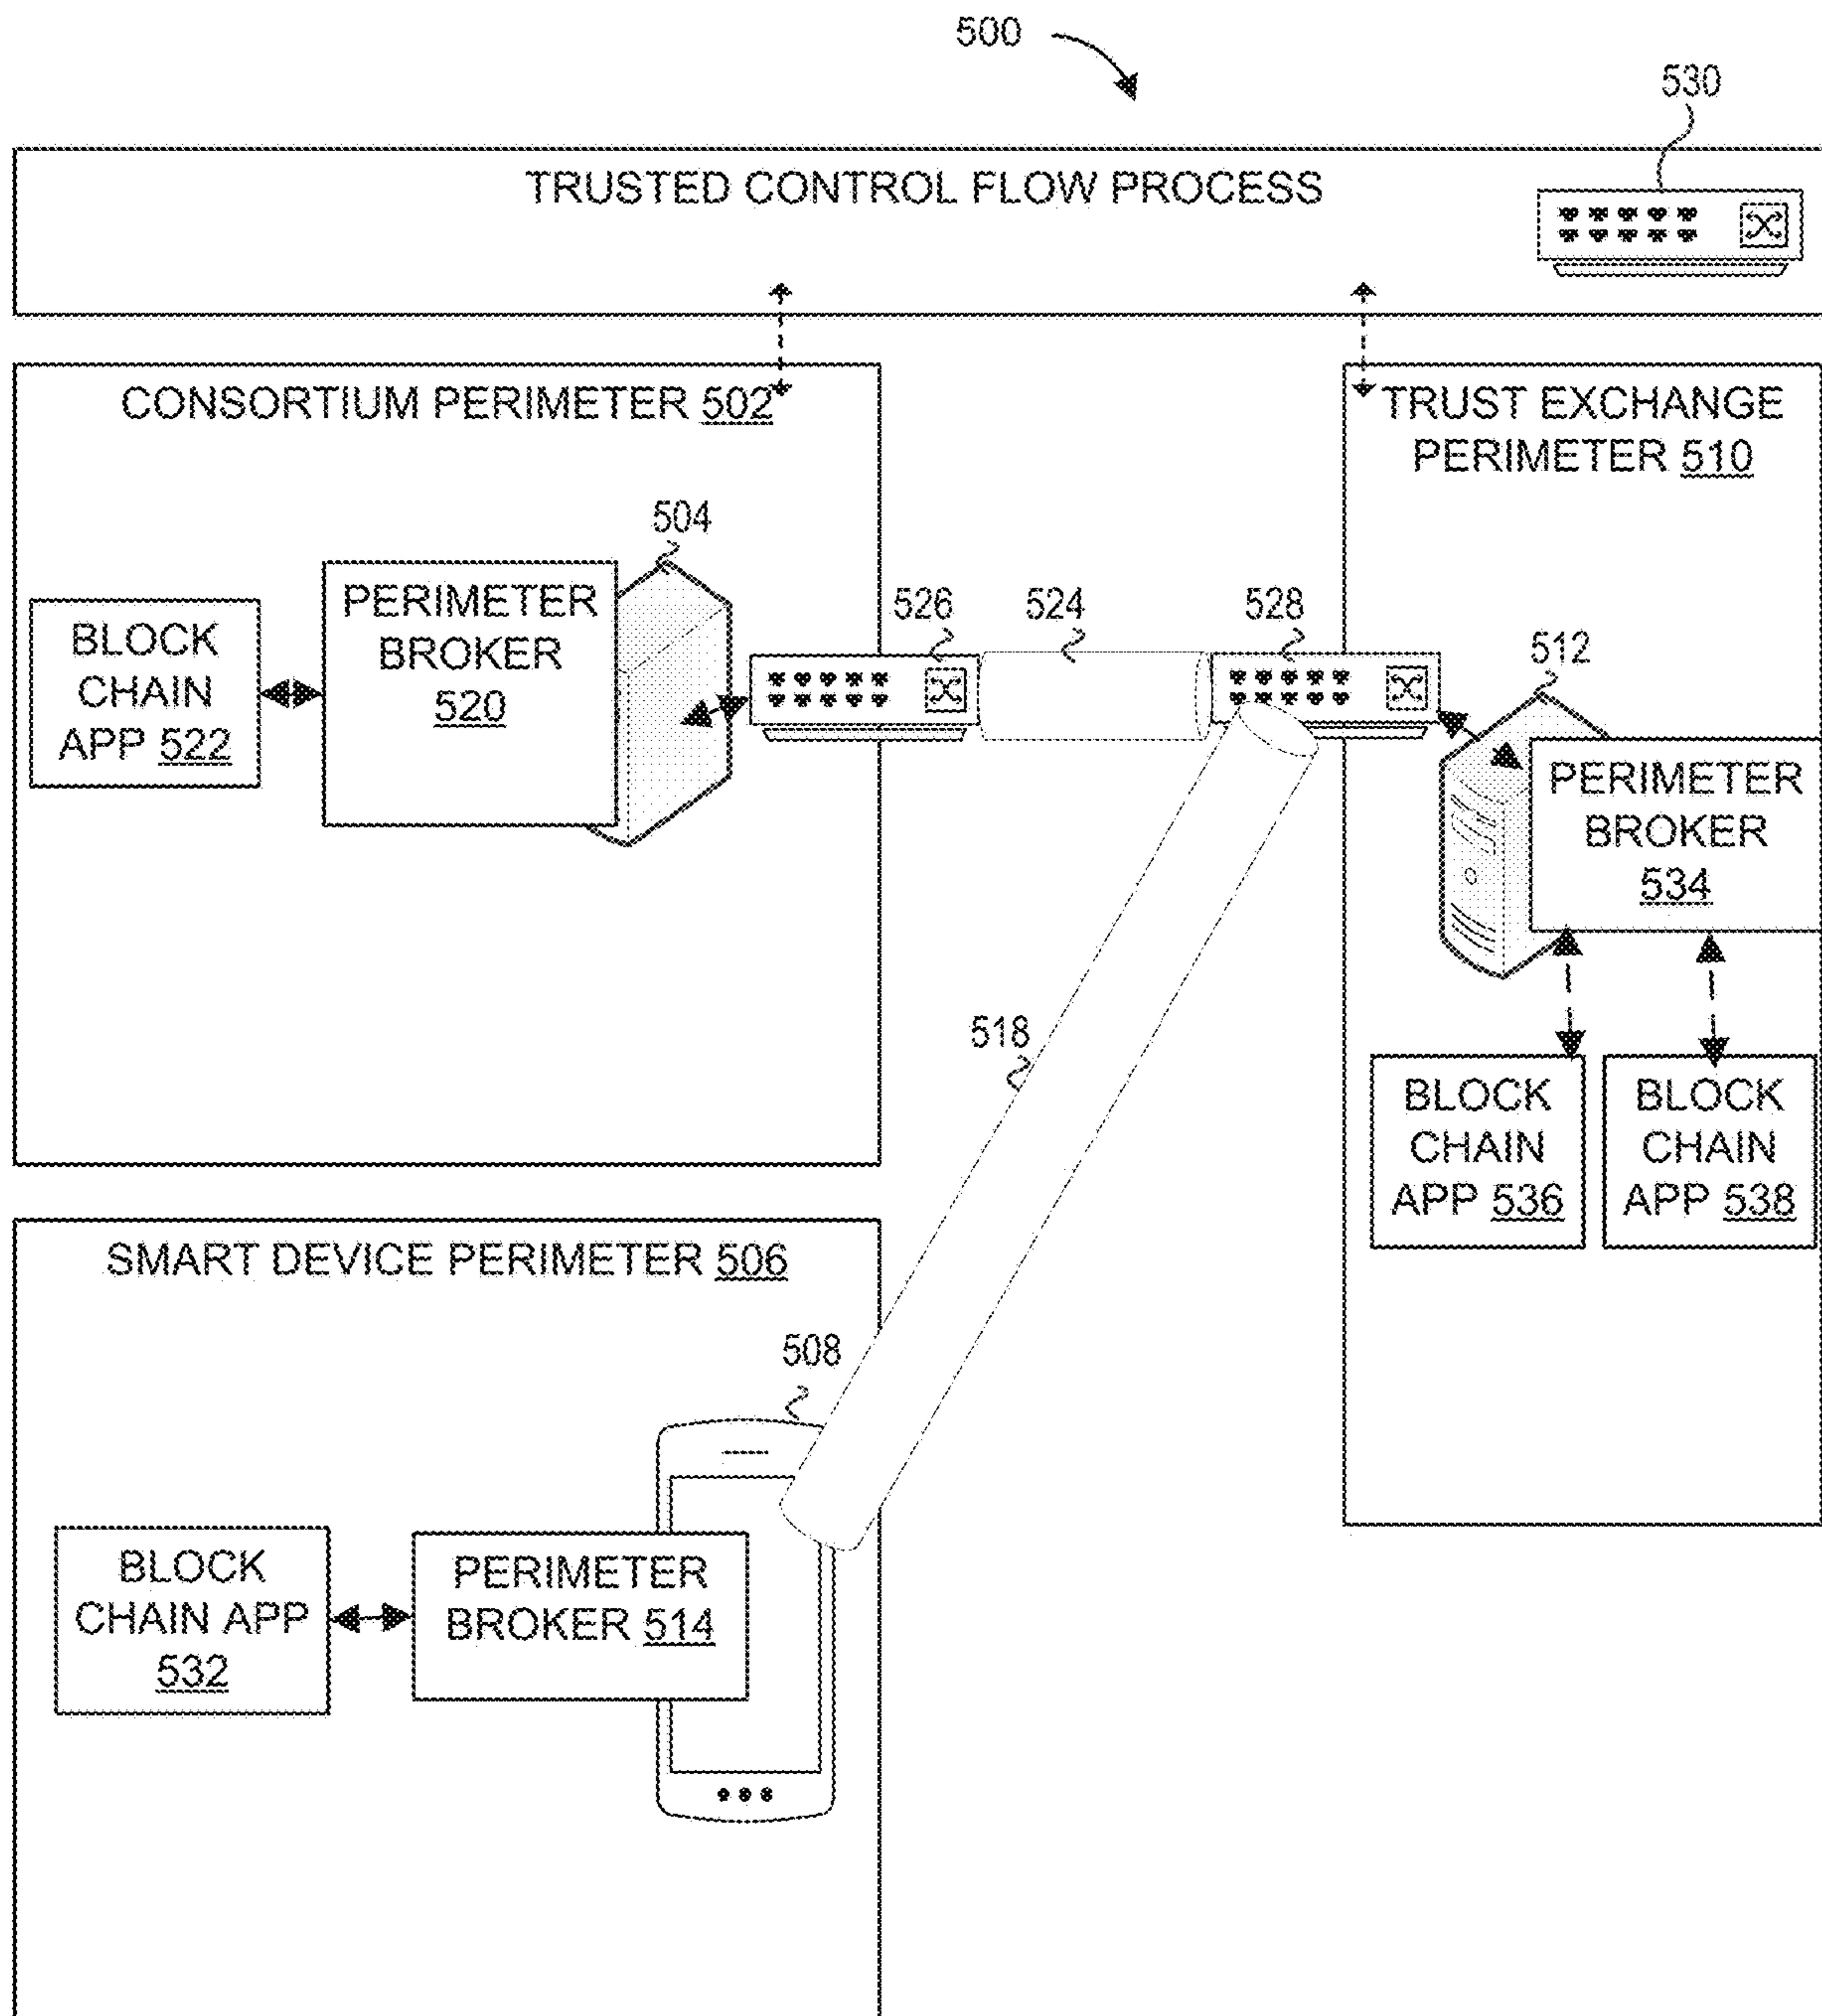 500
530
TRUSTED CONTROL FLOW PROCESS
CONSORTIUM PERIMETER 502
TRUST EXCHANGE
PERIMETER 510
504
PERIMETER
BROKER
520
BLOCK
CHAIN
APP 522
526
524
528
512
PERIMETER
BROKER
534
518
BLOCK
CHAIN
APP 536
BLOCK
CHAIN
APP 538
SMART DEVICE PERIMETER 506
508
BLOCK
CHAIN APP
532
PERIMETER
BROKER 514